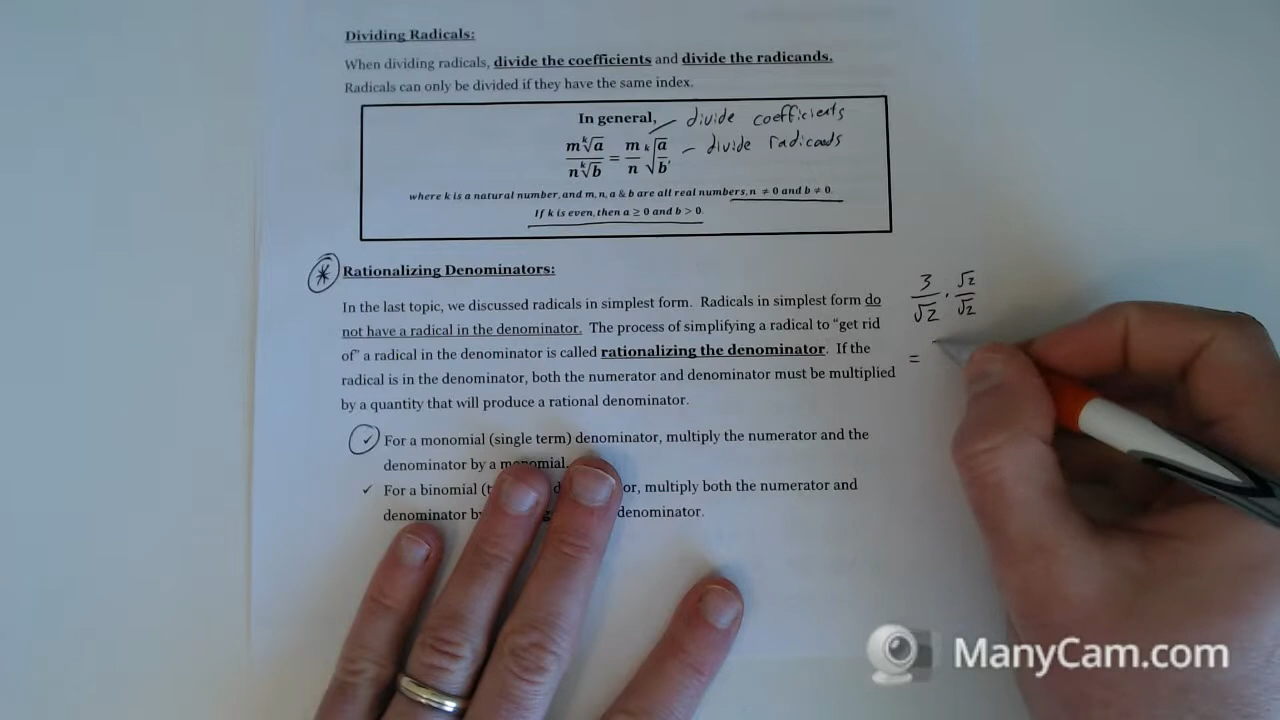 Dividing Radicals:
When dividing radicals, divide the coefficients and divide the radicands.
Radicals can only be divided if they have the same index.
In general, – divide coefficients
m ᵏ√a / n ᵏ√b = m/n ᵏ√(a/b), – divide radicands
where k is a natural number, and m, n, a & b are all real numbers, n ≠ 0 and b ≠ 0.
If k is even, then a ≥ 0 and b > 0.
* Rationalizing Denominators:
In the last topic, we discussed radicals in simplest form. Radicals in simplest form do
not have a radical in the denominator. The process of simplifying a radical to “get rid
of” a radical in the denominator is called rationalizing the denominator. If the
radical is in the denominator, both the numerator and denominator must be multiplied
by a quantity that will produce a rational denominator.
3/√2 · √2/√2
=
✓ For a monomial (single term) denominator, multiply the numerator and the
denominator by a monomial.
✓ For a binomial or, multiply both the numerator and
denominator by denominator.
ManyCam.com